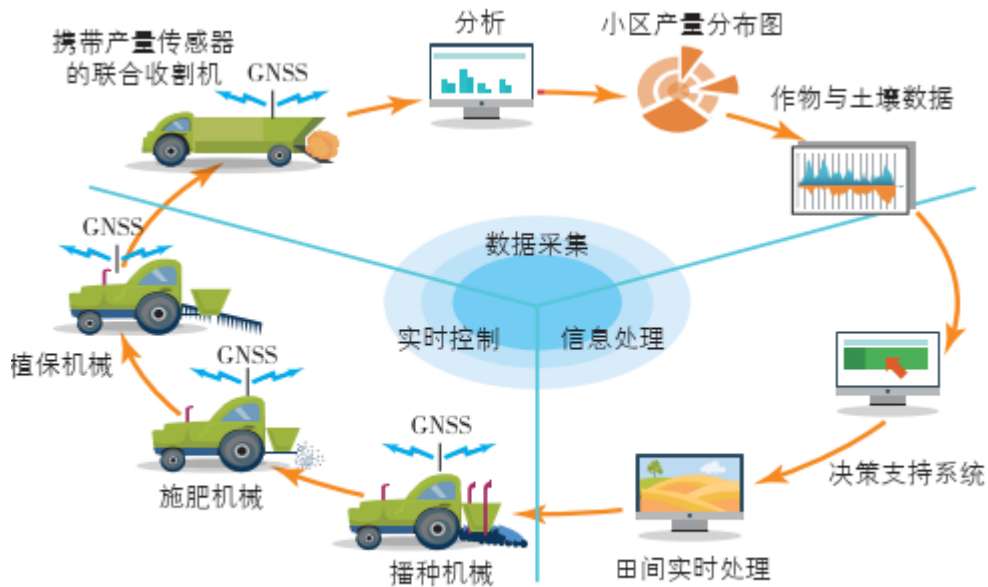 携带产量传感器
的联合收割机
GNSS
分析
小区产量分布图
作物与土壤数据
GNSS
数据采集
实时控制
信息处理
植保机械
GNSS
施肥机械
GNSS
播种机械
田间实时处理
决策支持系统